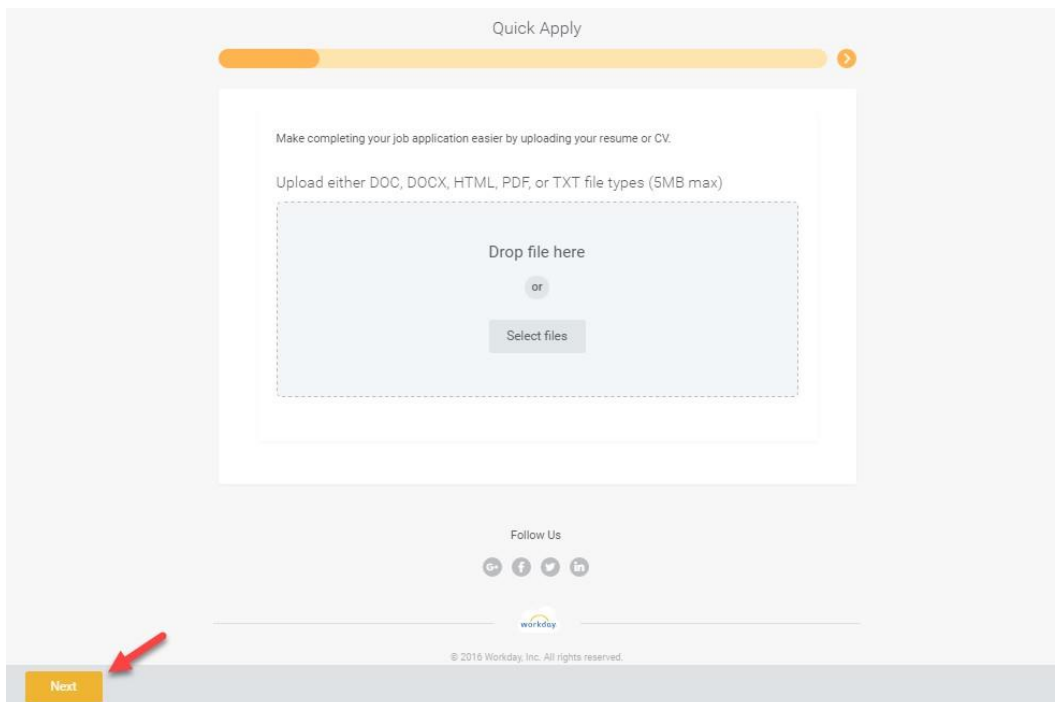 Quick Apply
Make completing your job application easier by uploading your resume or CV.
Upload either DOC, DOCX, HTML, PDF, or TXT file types (5MB max)
Drop file here
or
Select files
Follow Us
G+
workday
© 2016 Workday, Inc. All rights reserved.
Next